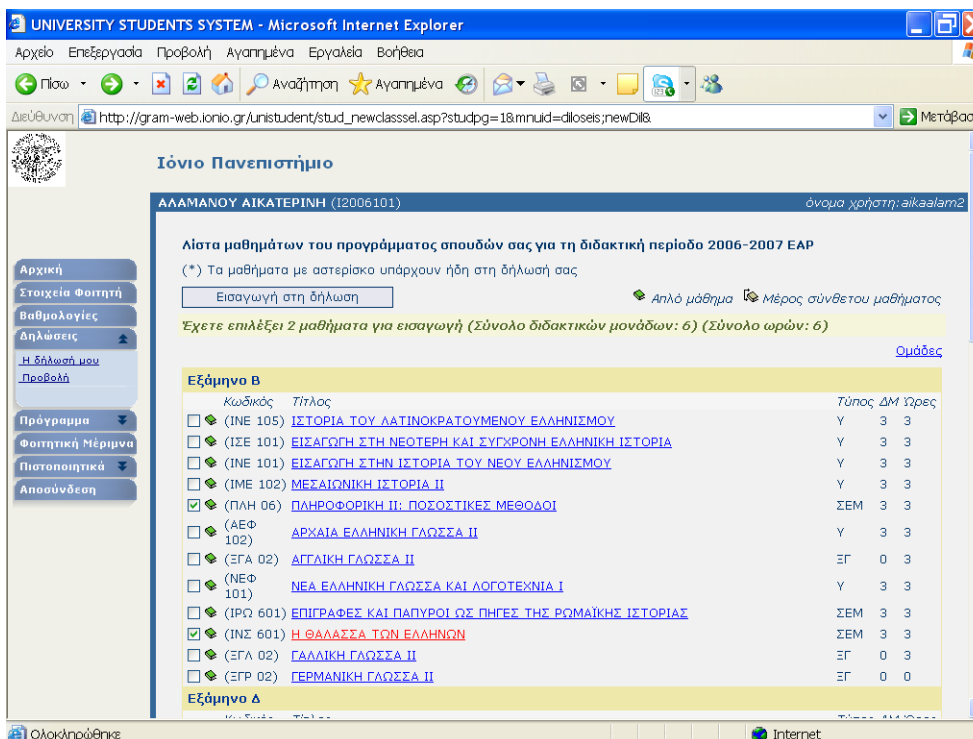 UNIVERSITY STUDENTS SYSTEM - Microsoft Internet Explorer
Αρχείο Επεξεργασία Προβολή Αγαπημένα Εργαλεία Βοήθεια
Πίσω Αναζήτηση Αγαπημένα
Διεύθυνση http://gram-web.ionio.gr/unistudent/stud_newclasssel.asp?studpg=1&mnuid=diloseis;newDil& Μετάβασ
Ιόνιο Πανεπιστήμιο
ΑΛΑΜΑΝΟΥ ΑΙΚΑΤΕΡΙΝΗ (Ι2006101) όνομα χρήστη: aikaalam2
Αρχική
Στοιχεία Φοιτητή
Βαθμολογίες
Δηλώσεις
Η δήλωσή μου
Προβολή
Πρόγραμμα
Φοιτητική Μέριμνα
Πιστοποιητικά
Αποσύνδεση
Λίστα μαθημάτων του προγράμματος σπουδών σας για τη διδακτική περίοδο 2006-2007 ΕΑΡ
(*) Τα μαθήματα με αστερίσκο υπάρχουν ήδη στη δήλωσή σας
Εισαγωγή στη δήλωση Απλό μάθημα Μέρος σύνθετου μαθήματος
Έχετε επιλέξει 2 μαθήματα για εισαγωγή (Σύνολο διδακτικών μονάδων: 6) (Σύνολο ωρών: 6)
Ομάδες
Εξάμηνο Β
Κωδικός Τίτλος Τύπος ΔΜ Ώρες
(ΙΝΕ 105) ΙΣΤΟΡΙΑ ΤΟΥ ΛΑΤΙΝΟΚΡΑΤΟΥΜΕΝΟΥ ΕΛΛΗΝΙΣΜΟΥ Υ 3 3
(ΙΣΕ 101) ΕΙΣΑΓΩΓΗ ΣΤΗ ΝΕΟΤΕΡΗ ΚΑΙ ΣΥΓΧΡΟΝΗ ΕΛΛΗΝΙΚΗ ΙΣΤΟΡΙΑ Υ 3 3
(ΙΝΕ 101) ΕΙΣΑΓΩΓΗ ΣΤΗΝ ΙΣΤΟΡΙΑ ΤΟΥ ΝΕΟΥ ΕΛΛΗΝΙΣΜΟΥ Υ 3 3
(ΙΜΕ 102) ΜΕΣΑΙΩΝΙΚΗ ΙΣΤΟΡΙΑ ΙΙ Υ 3 3
(ΠΛΗ 06) ΠΛΗΡΟΦΟΡΙΚΗ ΙΙ: ΠΟΣΟΣΤΙΚΕΣ ΜΕΘΟΔΟΙ ΣΕΜ 3 3
(ΑΕΦ 102) ΑΡΧΑΙΑ ΕΛΛΗΝΙΚΗ ΓΛΩΣΣΑ ΙΙ Υ 3 3
(ΞΓΑ 02) ΑΓΓΛΙΚΗ ΓΛΩΣΣΑ ΙΙ ΞΓ 0 3
(ΝΕΦ 101) ΝΕΑ ΕΛΛΗΝΙΚΗ ΓΛΩΣΣΑ ΚΑΙ ΛΟΓΟΤΕΧΝΙΑ Ι Υ 3 3
(ΙΡΩ 601) ΕΠΙΓΡΑΦΕΣ ΚΑΙ ΠΑΠΥΡΟΙ ΩΣ ΠΗΓΕΣ ΤΗΣ ΡΩΜΑΪΚΗΣ ΙΣΤΟΡΙΑΣ ΣΕΜ 3 3
(ΙΝΣ 601) Η ΘΑΛΑΣΣΑ ΤΩΝ ΕΛΛΗΝΩΝ ΣΕΜ 3 3
(ΞΓΛ 02) ΓΑΛΛΙΚΗ ΓΛΩΣΣΑ ΙΙ ΞΓ 0 3
(ΞΓΡ 02) ΓΕΡΜΑΝΙΚΗ ΓΛΩΣΣΑ ΙΙ ΞΓ 0 0
Εξάμηνο Δ
Κωδικός Τίτλος Τύπος ΔΜ Ώρες
Ολοκληρώθηκε Internet